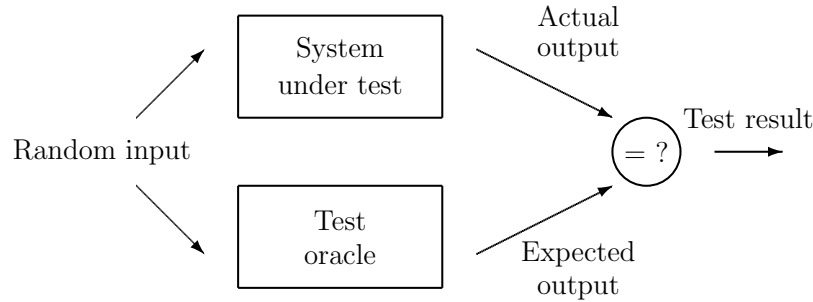 Actual
output
System
under test
Test result
Random input
= ?
Test
oracle
Expected
output